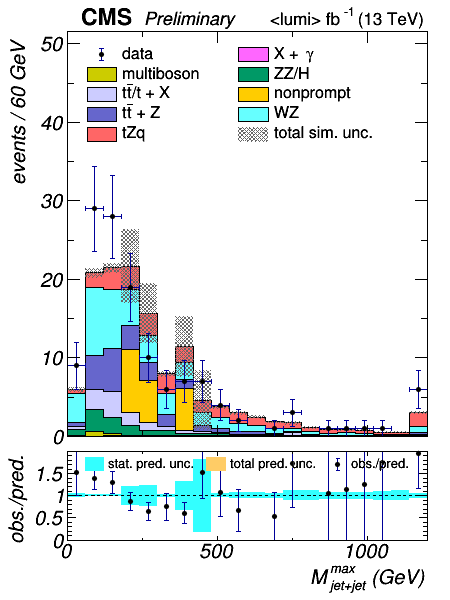 CMS Preliminary <lumi> fb⁻¹ (13 TeV)
events / 60 GeV
50
40
30
20
10
0
data
multiboson
tt̄/t + X
tt̄ + Z
tZq
X + γ
ZZ/H
nonprompt
WZ
total sim. unc.
obs./pred.
1.5
1
0.5
0
stat. pred. unc. total pred. unc. obs./pred.
0 500 1000
M^max_jet+jet (GeV)